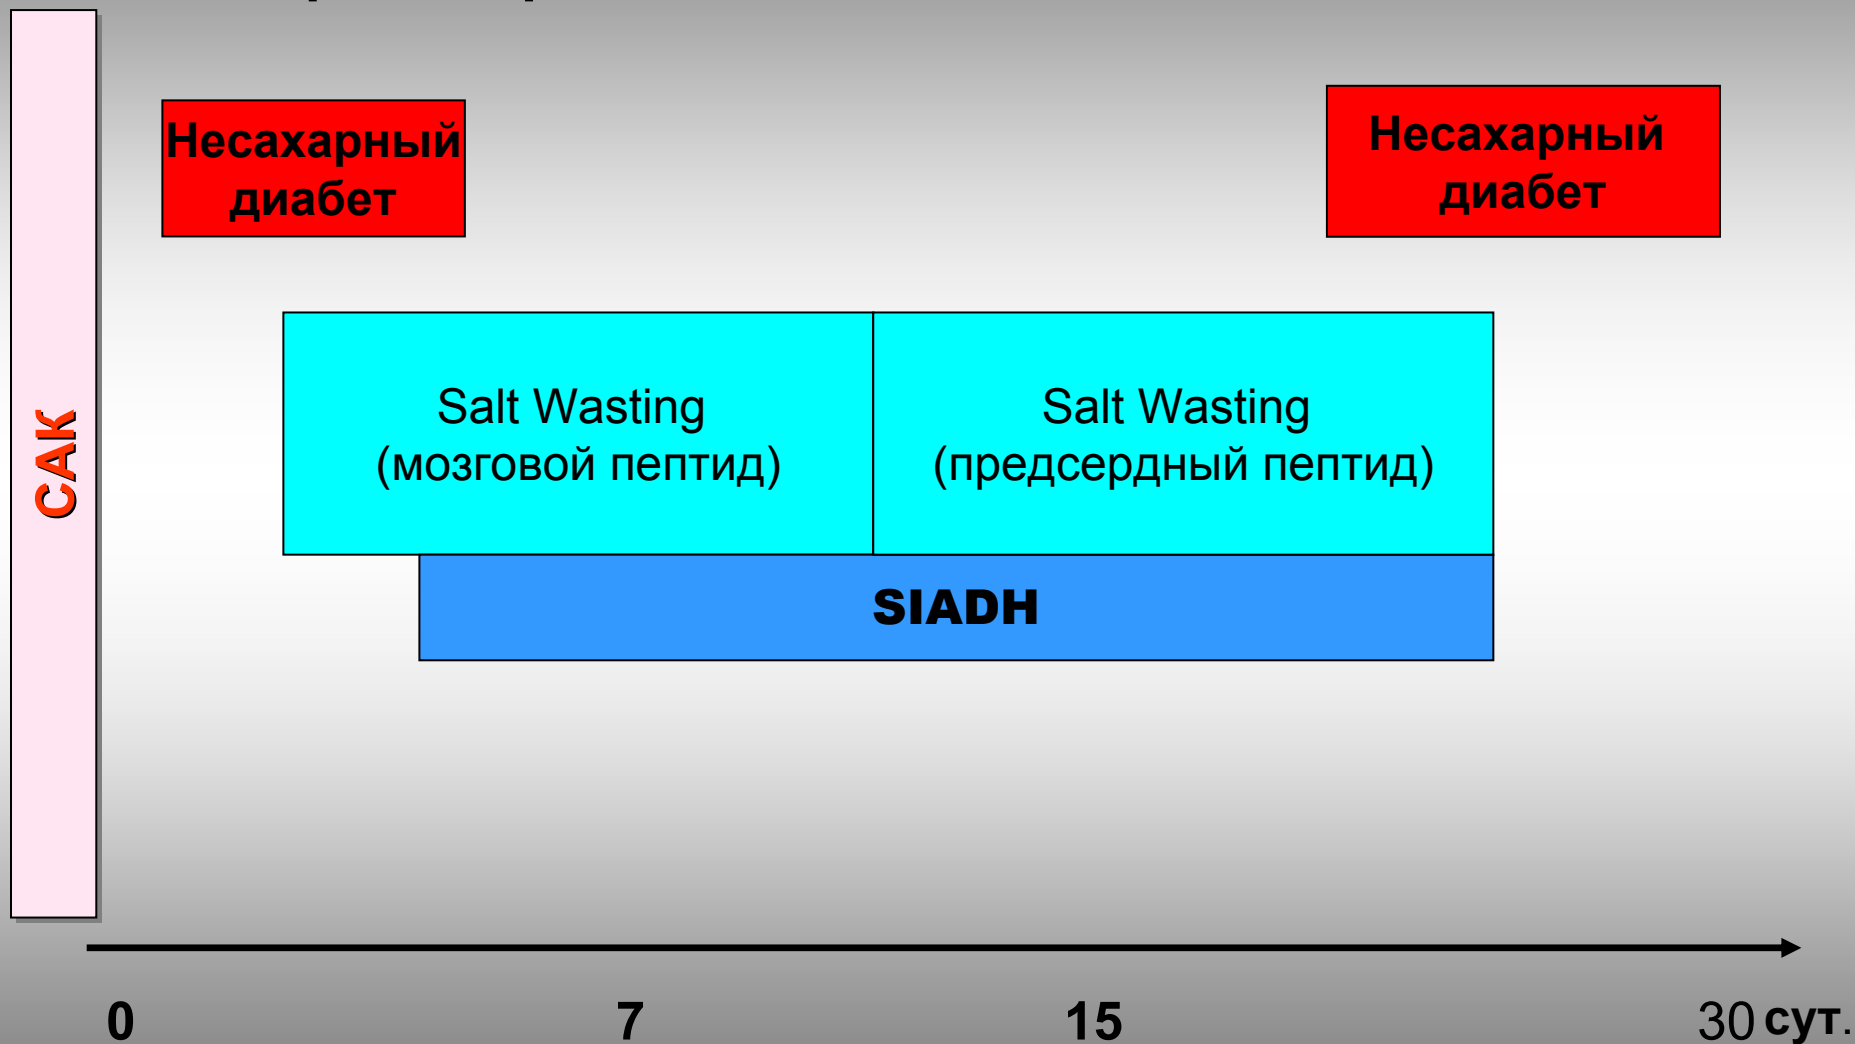 САК
Несахарный
диабет
Несахарный
диабет
Salt Wasting
(мозговой пептид)
Salt Wasting
(предсердный пептид)
SIADH
0 7 15 30 сут.